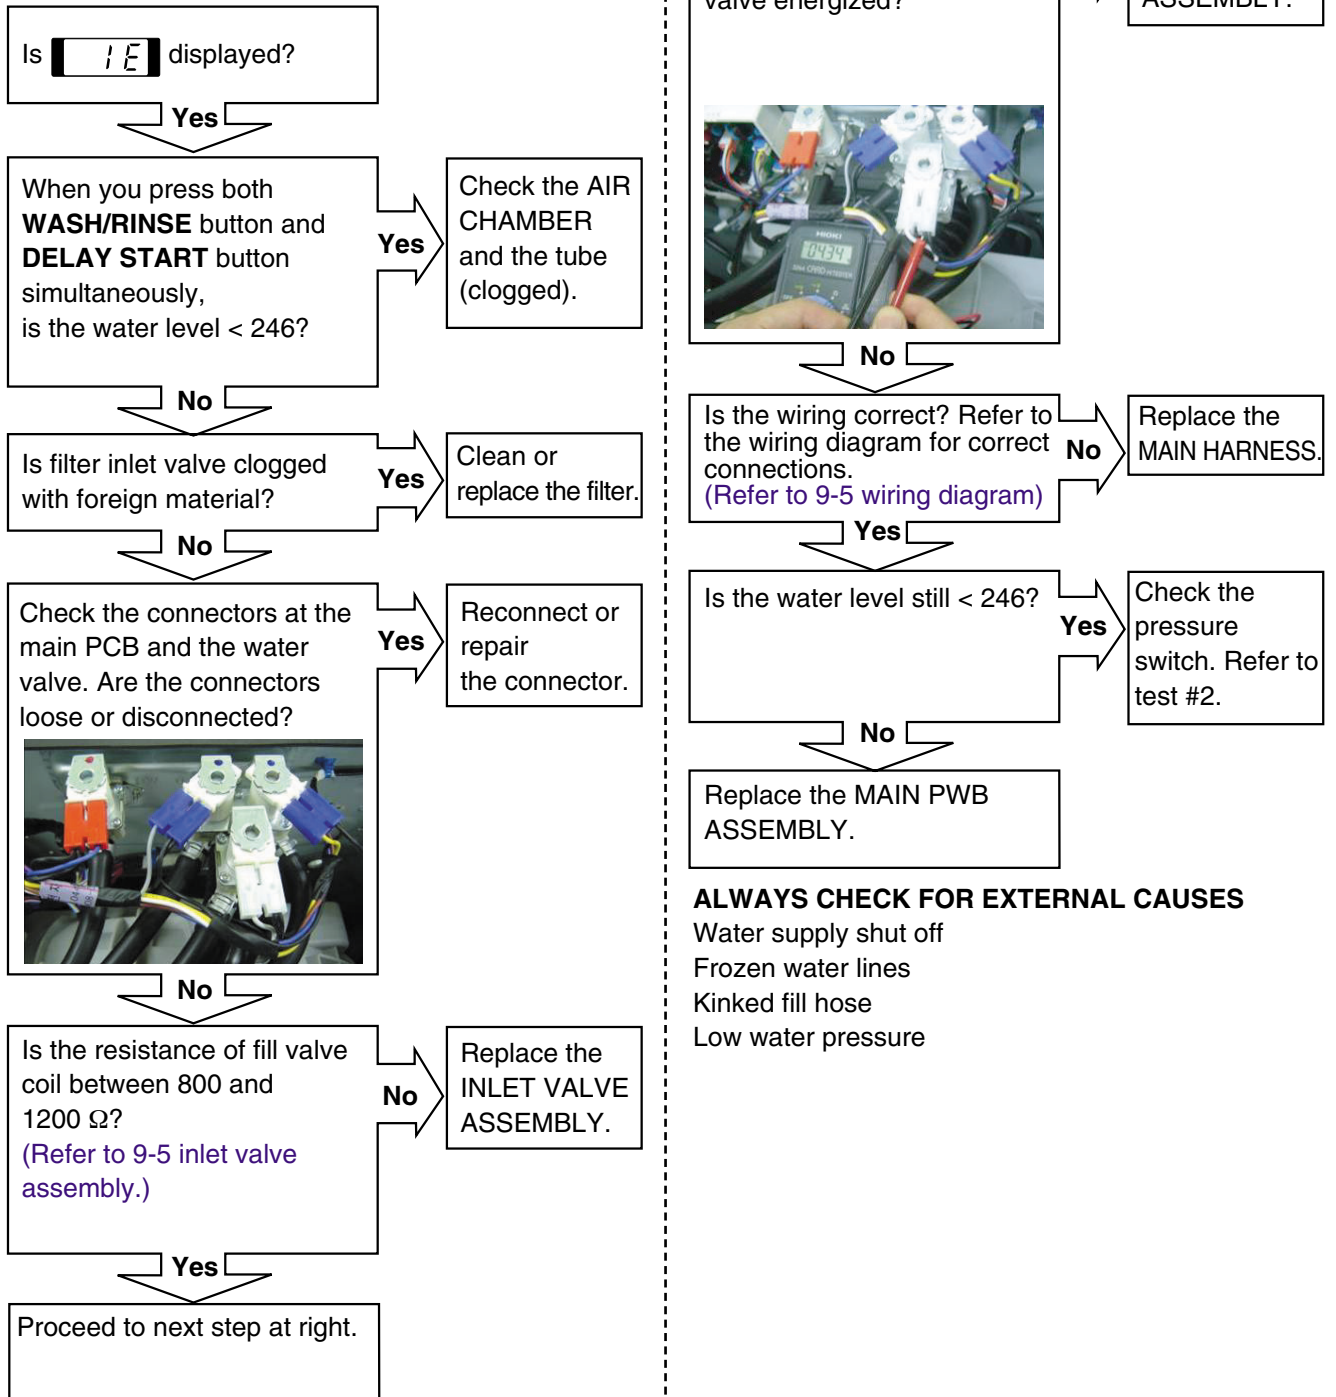 Is 1E displayed?
Yes
When you press both
WASH/RINSE button and
DELAY START button
simultaneously,
is the water level < 246?
Yes
Check the AIR
CHAMBER
and the tube
(clogged).
No
Is filter inlet valve clogged
with foreign material?
Yes
Clean or
replace the filter.
No
Check the connectors at the
main PCB and the water
valve. Are the connectors
loose or disconnected?
Yes
Reconnect or
repair
the connector.
No
Is the resistance of fill valve
coil between 800 and
1200 Ω?
(Refer to 9-5 inlet valve
assembly.)
No
Replace the
INLET VALVE
ASSEMBLY.
Yes
Proceed to next step at right.
valve energized?
ASSEMBLY.
HIOKI
0434
No
Is the wiring correct? Refer to
the wiring diagram for correct
connections.
(Refer to 9-5 wiring diagram)
No
Replace the
MAIN HARNESS.
Yes
Is the water level still < 246?
Yes
Check the
pressure
switch. Refer to
test #2.
No
Replace the MAIN PWB
ASSEMBLY.
ALWAYS CHECK FOR EXTERNAL CAUSES
Water supply shut off
Frozen water lines
Kinked fill hose
Low water pressure